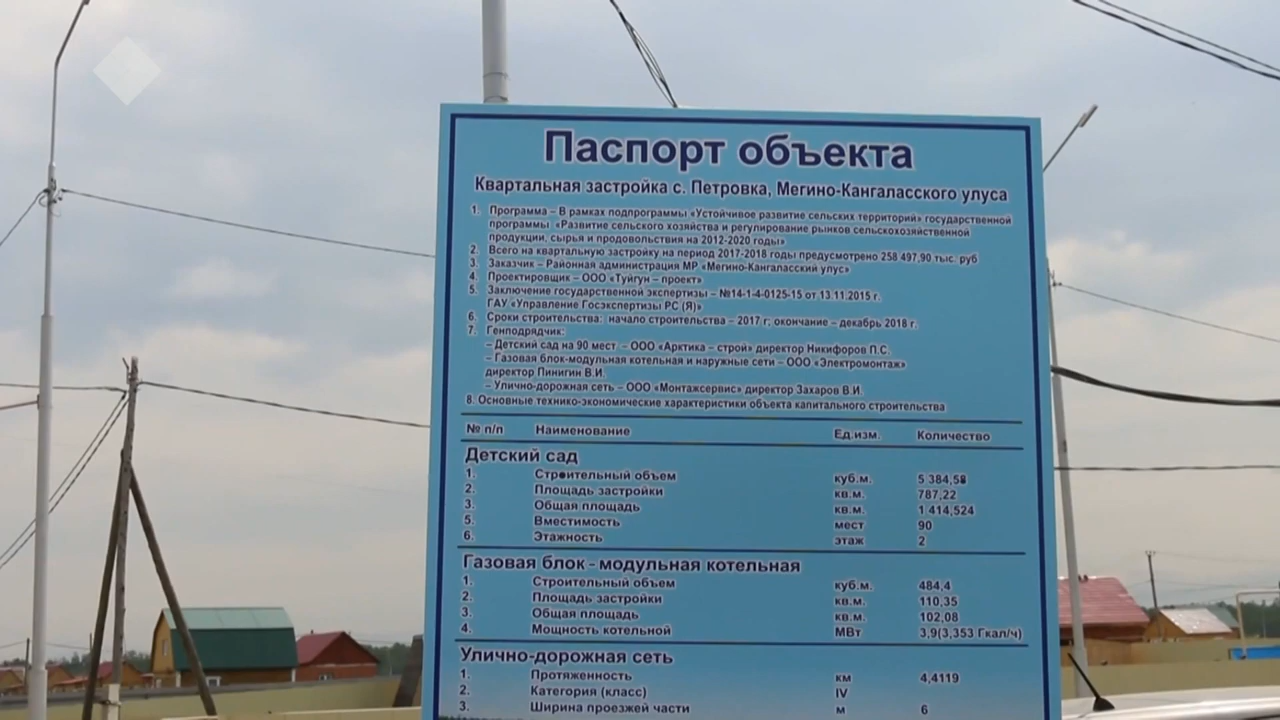 Паспорт объекта
Квартальная застройка с. Петровка, Мегино-Кангаласского улуса
1. Программа – В рамках подпрограммы «Устойчивое развитие сельских территорий» государственной
программы «Развитие сельского хозяйства и регулирование рынков сельскохозяйственной
продукции, сырья и продовольствия на 2012-2020 годы»
2. Всего на квартальную застройку на период 2017-2018 годы предусмотрено 258 497,90 тыс. руб
3. Заказчик – Районная администрация МР «Мегино-Кангаласский улус»
4. Проектировщик – ООО «Туйгун – проект»
5. Заключение государственной экспертизы – №14-1-4-0125-15 от 13.11.2015 г.
ГАУ «Управление Госэкспертизы РС (Я)»
6. Сроки строительства: начало строительства – 2017 г; окончание – декабрь 2018 г.
7. Генподрядчик:
– Детский сад на 90 мест – ООО «Арктика – строй» директор Никифоров П.С.
– Газовая блок-модульная котельная и наружные сети – ООО «Электромонтаж»
директор Пинигин В.И.
– Улично-дорожная сеть – ООО «Монтажсервис» директор Захаров В.И.
8. Основные технико-экономические характеристики объекта капитального строительства
№ п/п Наименование Ед.изм. Количество
Детский сад
1. Строительный объем куб.м. 5 384,58
2. Площадь застройки кв.м. 787,22
3. Общая площадь кв.м. 1 414,524
5. Вместимость мест 90
6. Этажность этаж 2
Газовая блок - модульная котельная
1. Строительный объем куб.м. 484,4
2. Площадь застройки кв.м. 110,35
3. Общая площадь кв.м. 102,08
4. Мощность котельной МВт 3,9(3,353 Гкал/ч)
Улично-дорожная сеть
1. Протяженность км 4,4119
2. Категория (класс) IV
3. Ширина проезжей части м 6